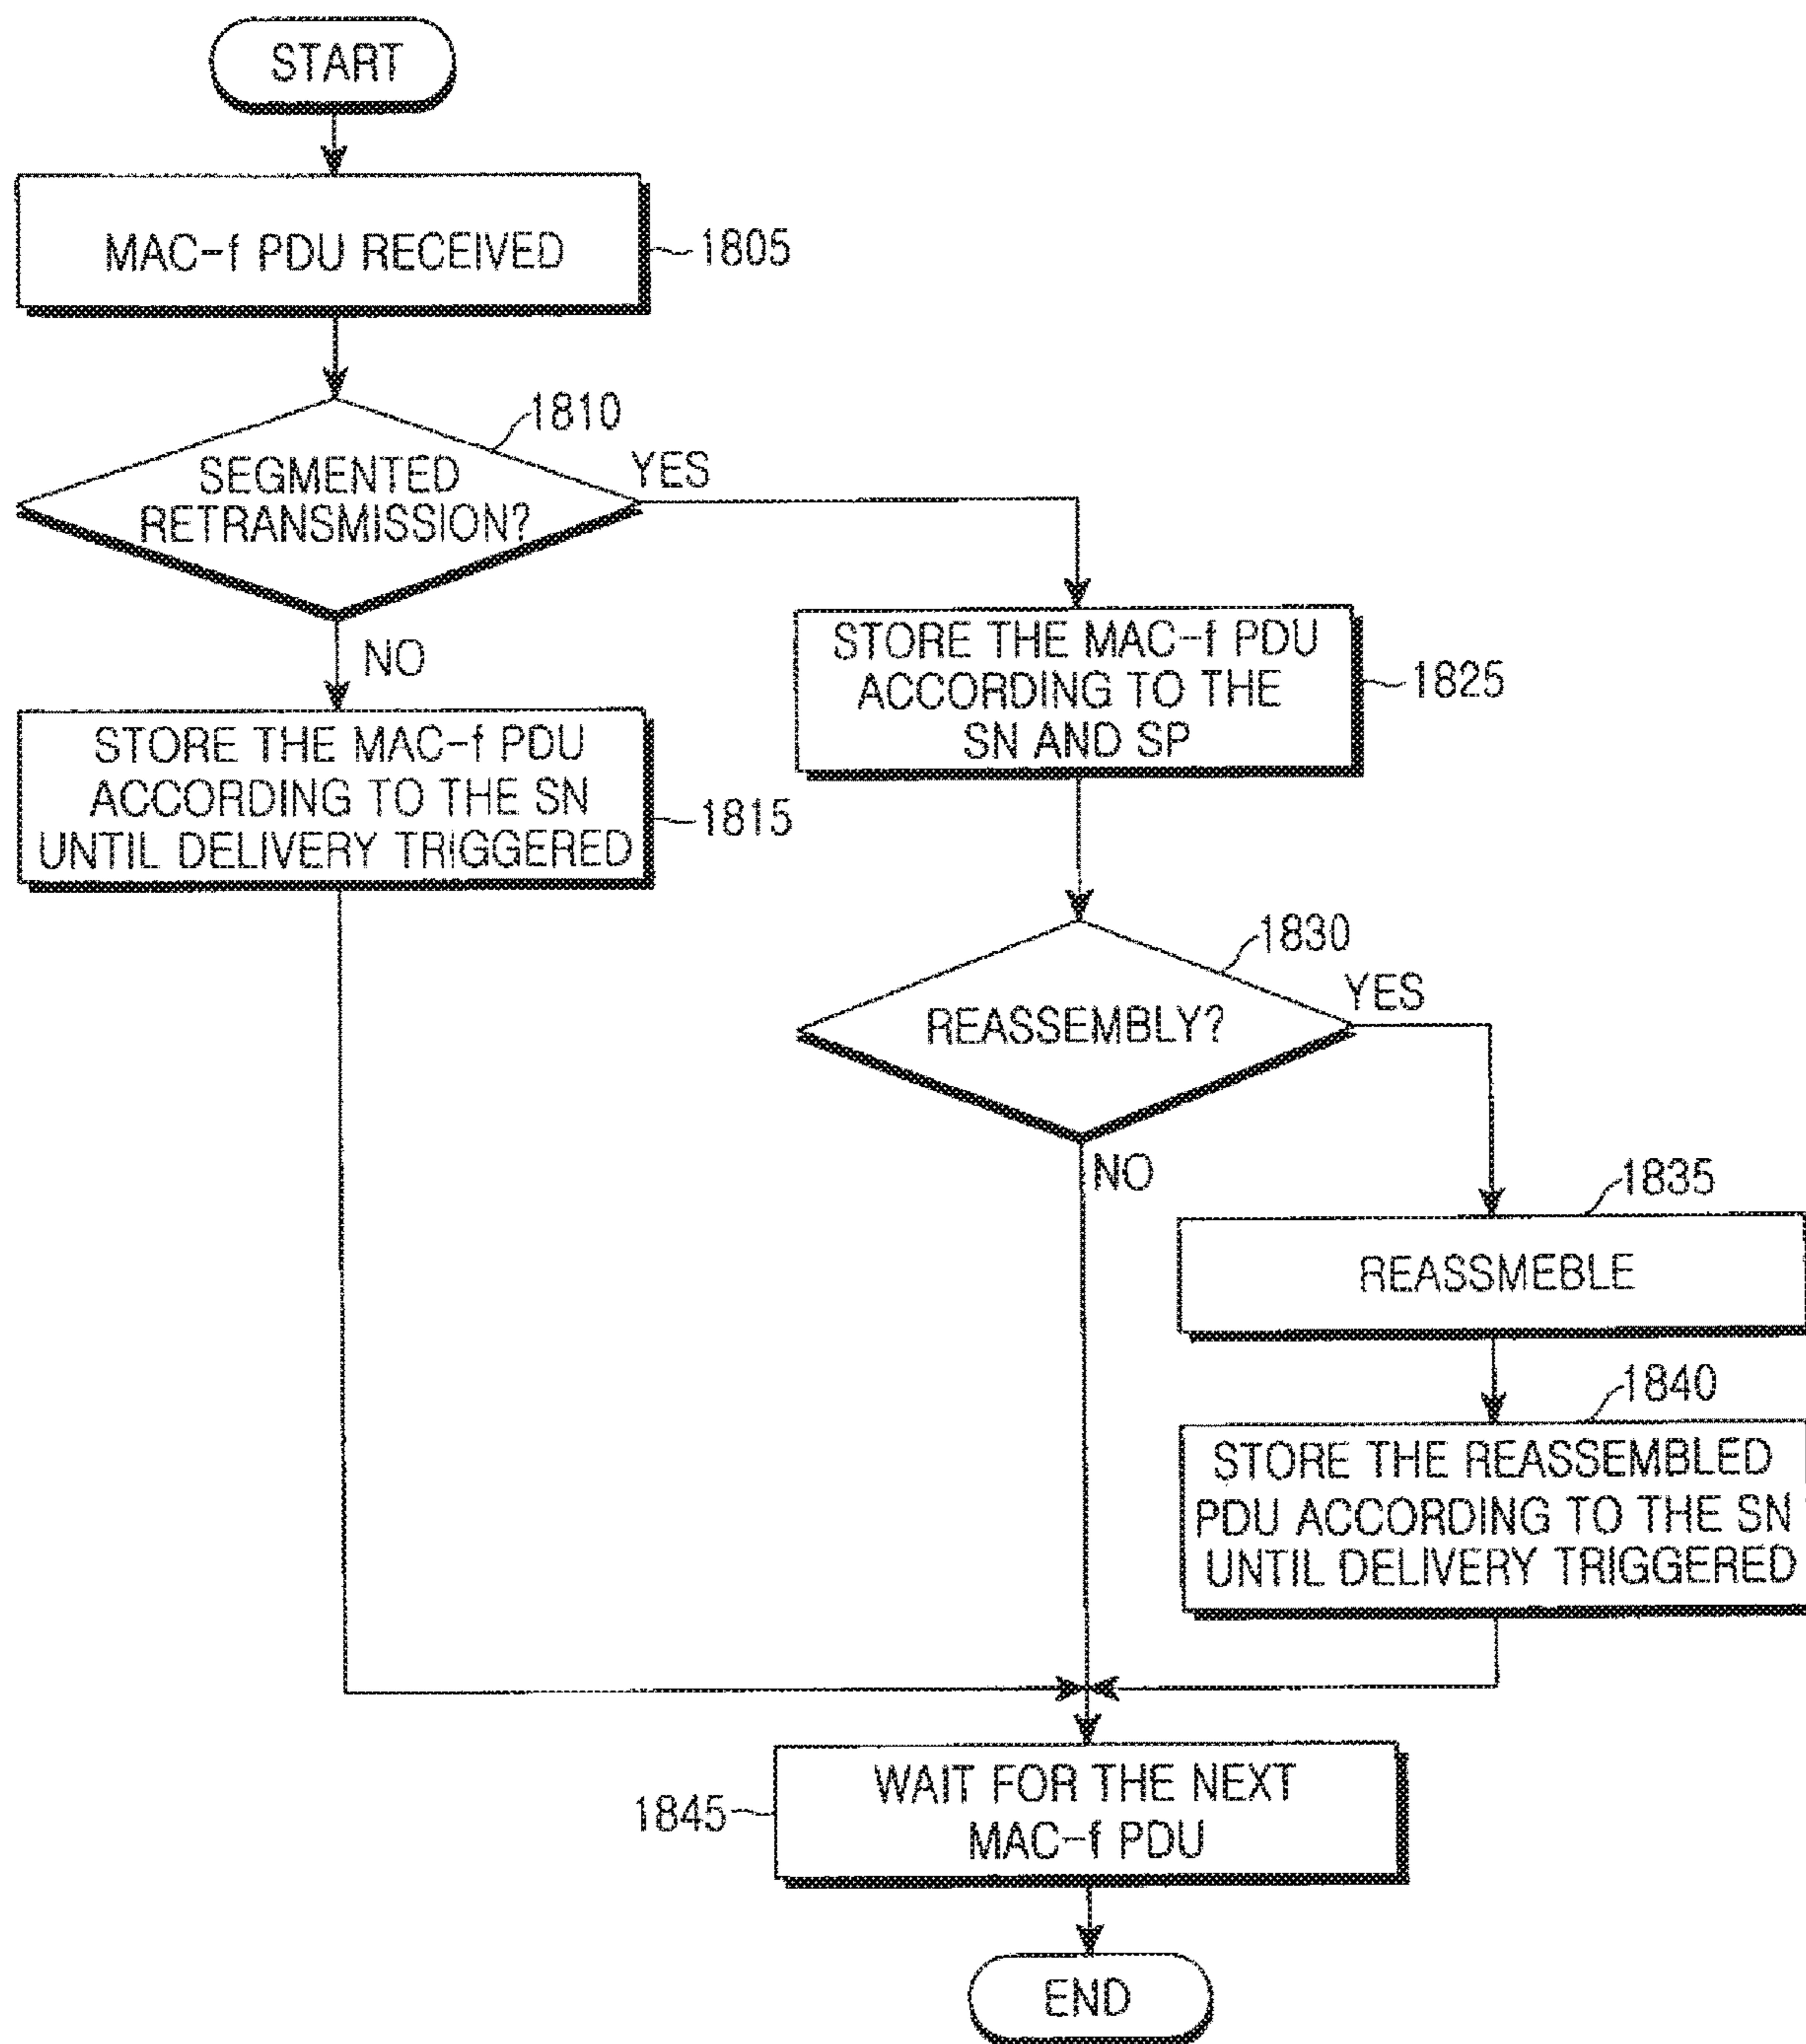 START
MAC-f PDU RECEIVED
1805
1810
SEGMENTED
RETRANSMISSION?
YES
NO
STORE THE MAC-f PDU
ACCORDING TO THE SN
UNTIL DELIVERY TRIGGERED
1815
STORE THE MAC-f PDU
ACCORDING TO THE
SN AND SP
1825
1830
REASSEMBLY?
YES
NO
1835
REASSMEBLE
1840
STORE THE REASSEMBLED
PDU ACCORDING TO THE SN
UNTIL DELIVERY TRIGGERED
WAIT FOR THE NEXT
MAC-f PDU
1845
END